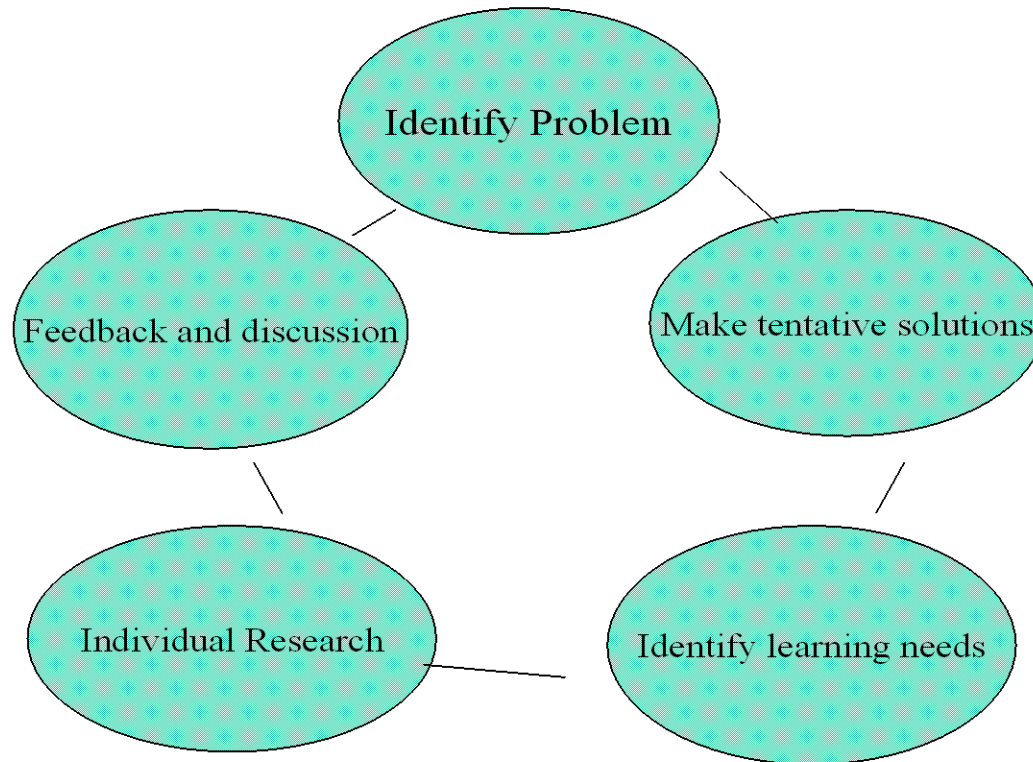 Identify Problem
Feedback and discussion
Make tentative solutions
Individual Research
Identify learning needs